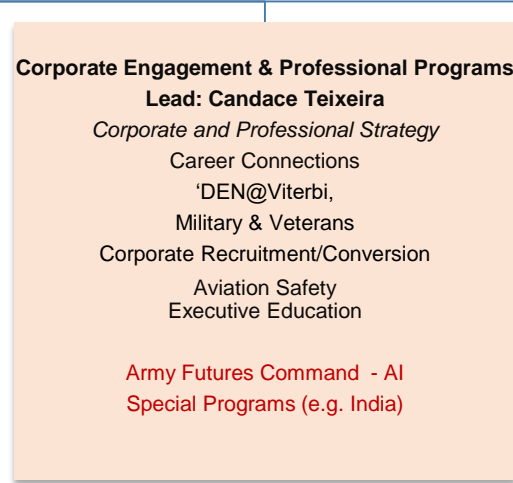 Corporate Engagement & Professional Programs
Lead: Candace Teixeira
Corporate and Professional Strategy
Career Connections
‘DEN@Viterbi,
Military & Veterans
Corporate Recruitment/Conversion
Aviation Safety
Executive Education
Army Futures Command - AI
Special Programs (e.g. India)